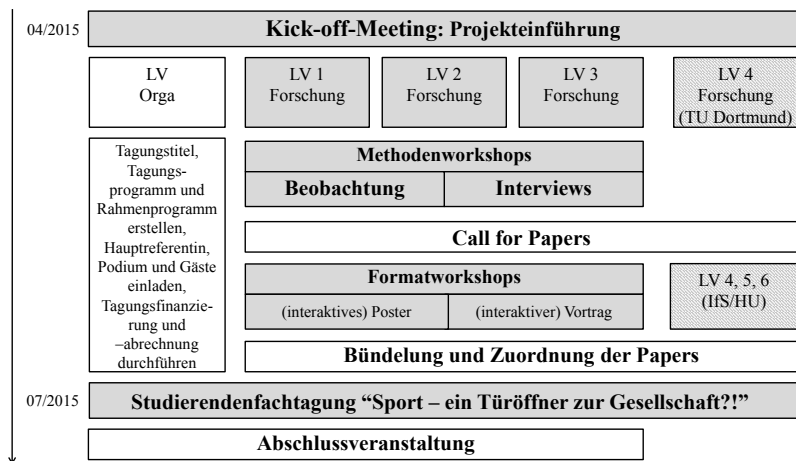 04/2015
Kick-off-Meeting: Projekteinführung
LV
Orga
LV 1
Forschung
LV 2
Forschung
LV 3
Forschung
LV 4
Forschung
(TU Dortmund)
Tagungstitel,
Tagungs-
programm und
Rahmenprogramm
erstellen,
Hauptreferentin,
Podium und Gäste
einladen,
Tagungsfinanzie-
rung und
–abrechnung
durchführen
Methodenworkshops
Beobachtung
Interviews
Call for Papers
Formatworkshops
(interaktives) Poster
(interaktiver) Vortrag
LV 4, 5, 6
(IfS/HU)
Bündelung und Zuordnung der Papers
07/2015
Studierendenfachtagung “Sport – ein Türöffner zur Gesellschaft?!”
Abschlussveranstaltung